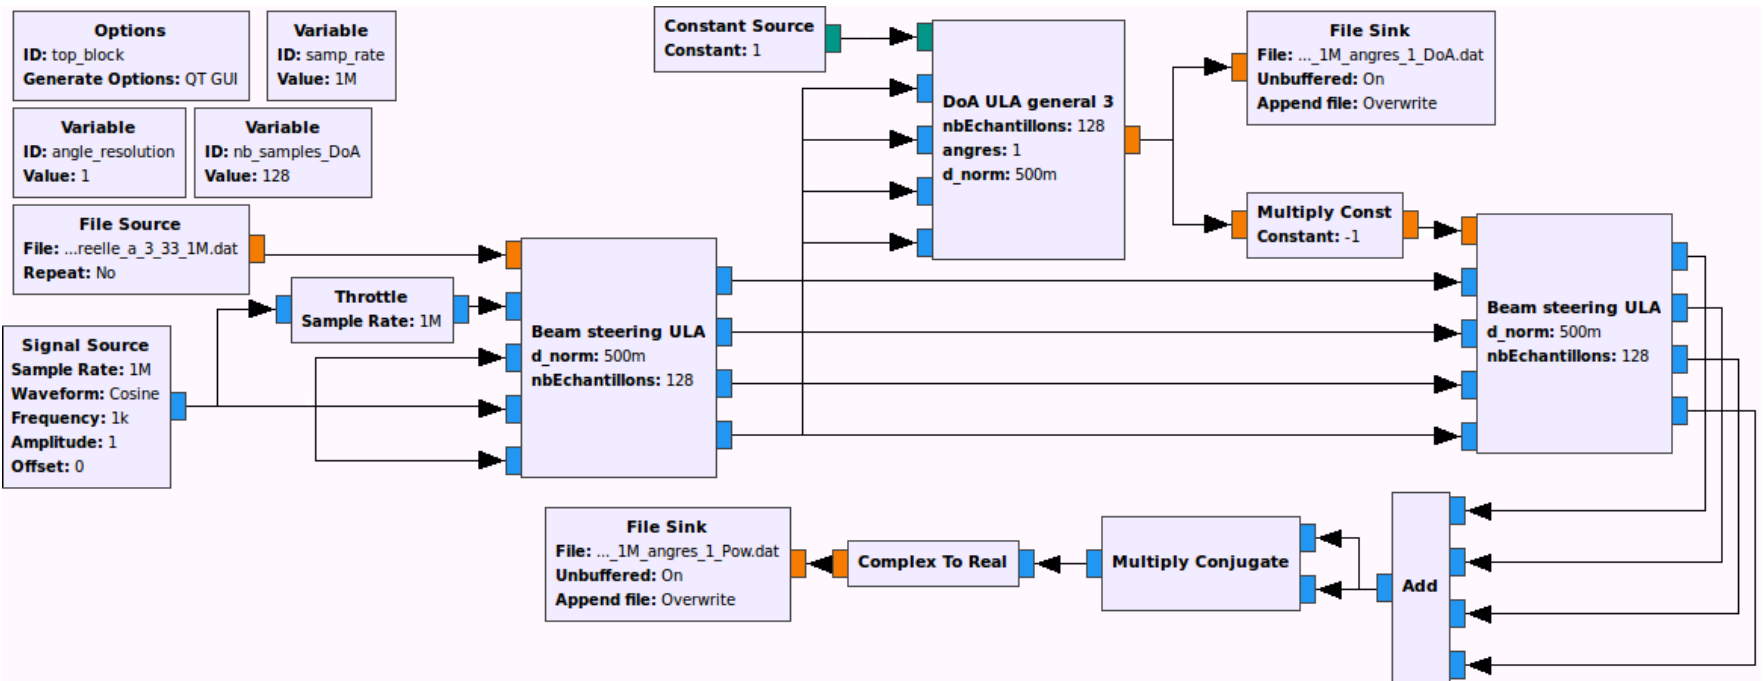 Options
ID: top_block
Generate Options: QT GUI
Variable
ID: samp_rate
Value: 1M
Variable
ID: angle_resolution
Value: 1
Variable
ID: nb_samples_DoA
Value: 128
File Source
File: ...reelle_a_3_33_1M.dat
Repeat: No
Throttle
Sample Rate: 1M
Signal Source
Sample Rate: 1M
Waveform: Cosine
Frequency: 1k
Amplitude: 1
Offset: 0
Beam steering ULA
d_norm: 500m
nbEchantillons: 128
Constant Source
Constant: 1
DoA ULA general 3
nbEchantillons: 128
angres: 1
d_norm: 500m
File Sink
File: ..._1M_angres_1_DoA.dat
Unbuffered: On
Append file: Overwrite
Multiply Const
Constant: -1
Beam steering ULA
d_norm: 500m
nbEchantillons: 128
Add
Multiply Conjugate
Complex To Real
File Sink
File: ..._1M_angres_1_Pow.dat
Unbuffered: On
Append file: Overwrite